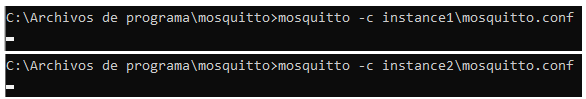 C:\Archivos de programa\mosquitto>mosquitto -c instance1\mosquitto.conf
C:\Archivos de programa\mosquitto>mosquitto -c instance2\mosquitto.conf